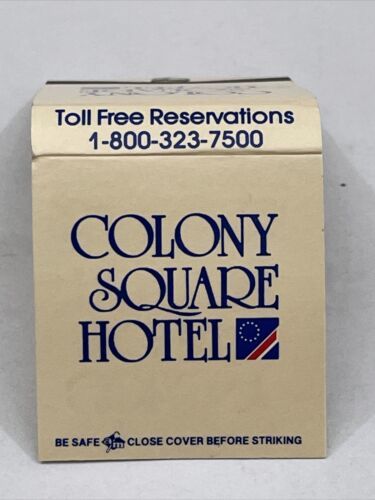 Toll Free Reservations
1-800-323-7500
COLONY
SQUARE
HOTEL
BE SAFE CLOSE COVER BEFORE STRIKING